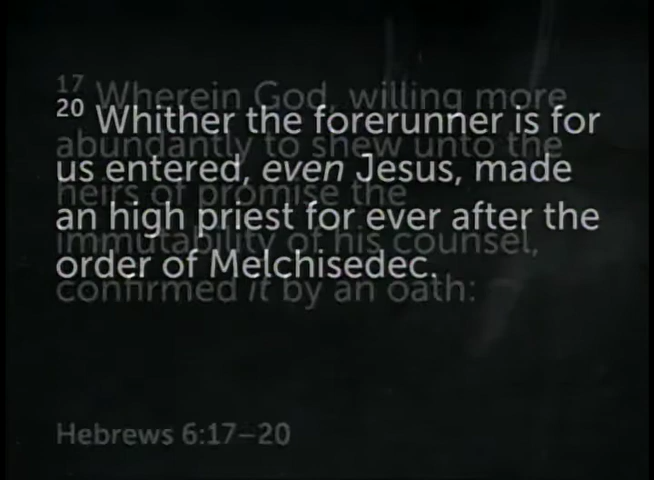 17 Wherein God, willing more
20 Whither the forerunner is for
abundantly to shew unto the
us entered, even Jesus, made
heirs of promise the
an high priest for ever after the
immutability of his counsel,
order of Melchisedec.
confirmed it by an oath:
Hebrews 6:17–20